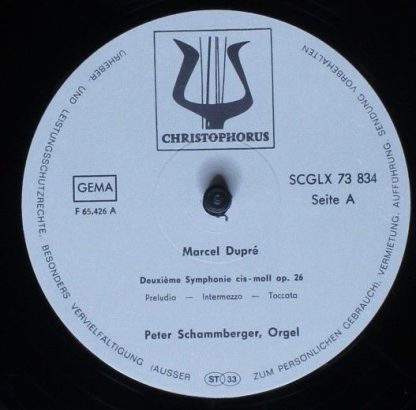 CHRISTOPHORUS
GEMA
F 65.426 A
SCGLX 73 834
Seite A
Marcel Dupré
Deuxième Symphonie cis-moll op. 26
Preludio — Intermezzo — Toccata
Peter Schammberger, Orgel
URHEBER- UND LEISTUNGSSCHUTZRECHTE. BESONDERS VERVIELFÄLTIGUNG (AUSSER ZUM PERSÖNLICHEN GEBRAUCH), VERMIETUNG, AUFFÜHRUNG, SENDUNG VORBEHALTEN
ST 33